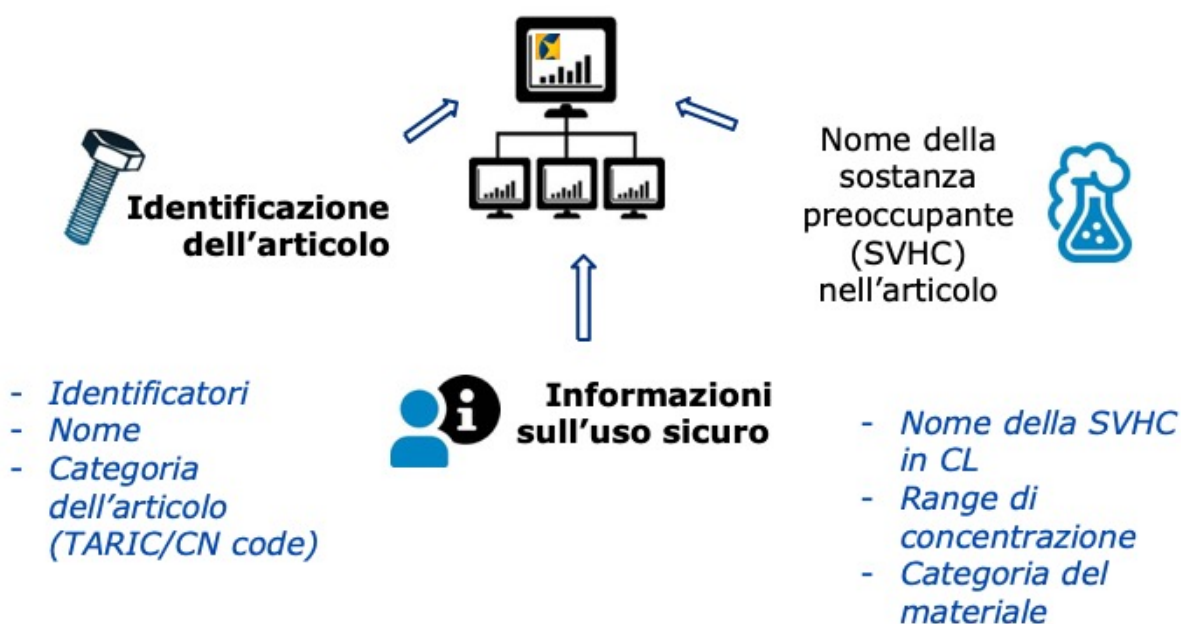 Identificazione
dell'articolo
Nome della
sostanza
preoccupante
(SVHC)
nell'articolo
- Identificatori
- Nome
- Categoria
dell'articolo
(TARIC/CN code)
Informazioni
sull'uso sicuro
- Nome della SVHC
in CL
- Range di
concentrazione
- Categoria del
materiale